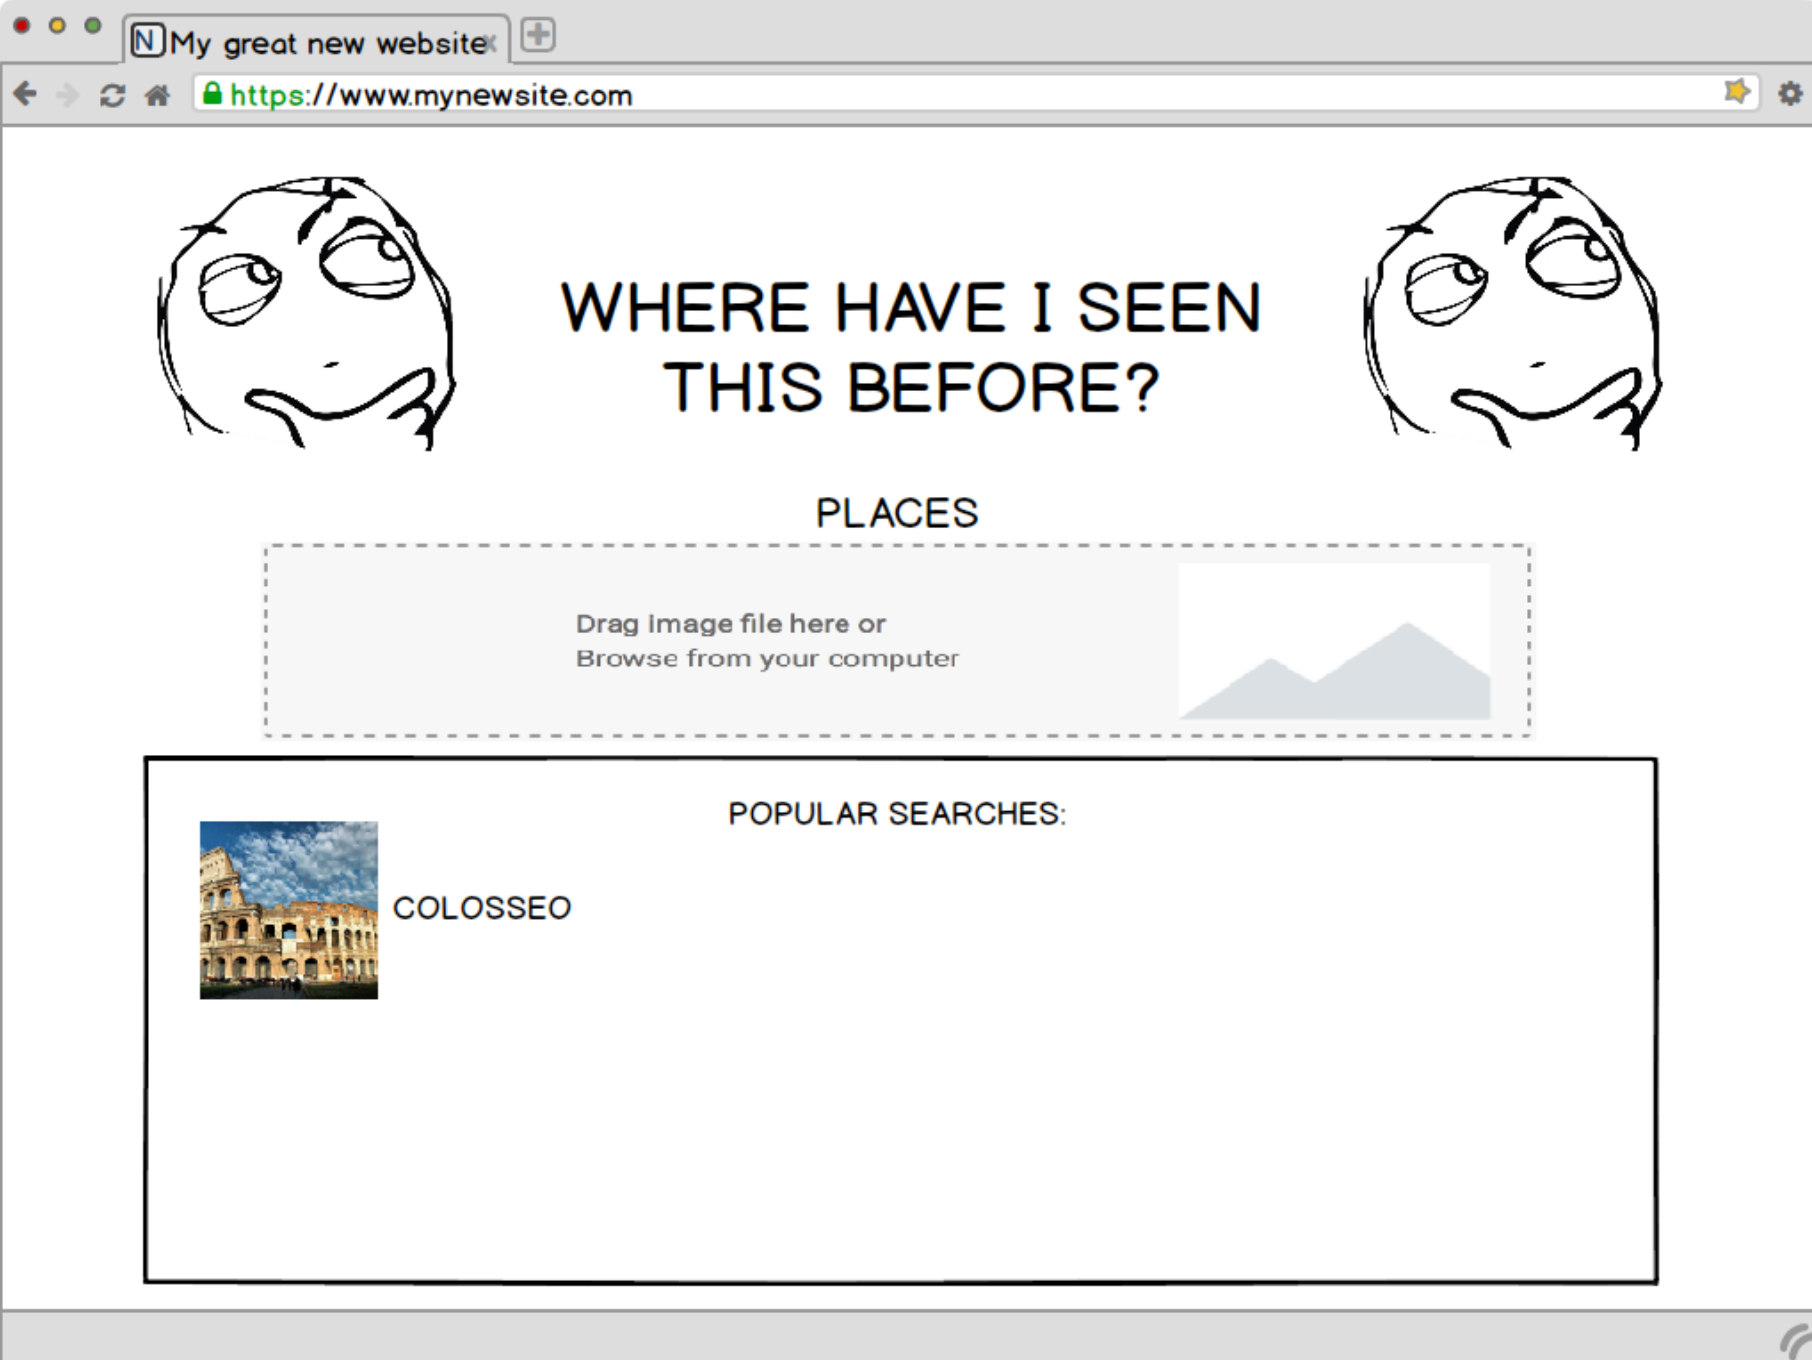 N My great new website x
https://www.mynewsite.com
WHERE HAVE I SEEN
THIS BEFORE?
PLACES
Drag image file here or
Browse from your computer
POPULAR SEARCHES:
COLOSSEO